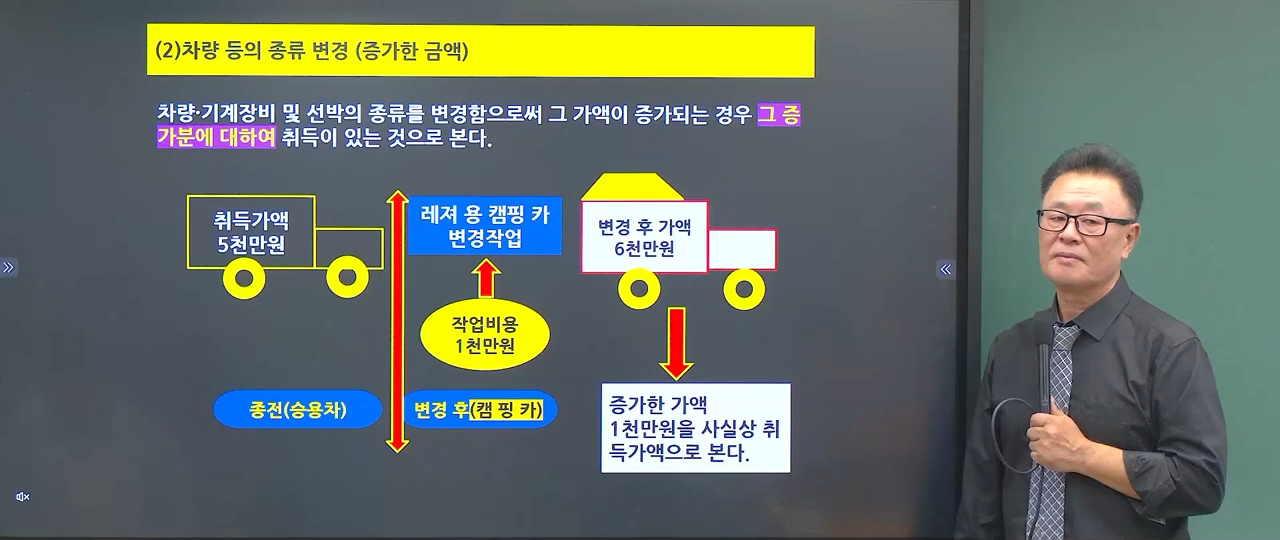 (2)차량 등의 종류 변경 (증가한 금액)
차량·기계장비 및 선박의 종류를 변경함으로써 그 가액이 증가되는 경우 그 증
가분에 대하여 취득이 있는 것으로 본다.
취득가액
5천만원
레져 용 캠핑 카
변경작업
변경 후 가액
6천만원
작업비용
1천만원
종전(승용차)
변경 후(캠 핑 카)
증가한 가액
1천만원을 사실상 취
득가액으로 본다.